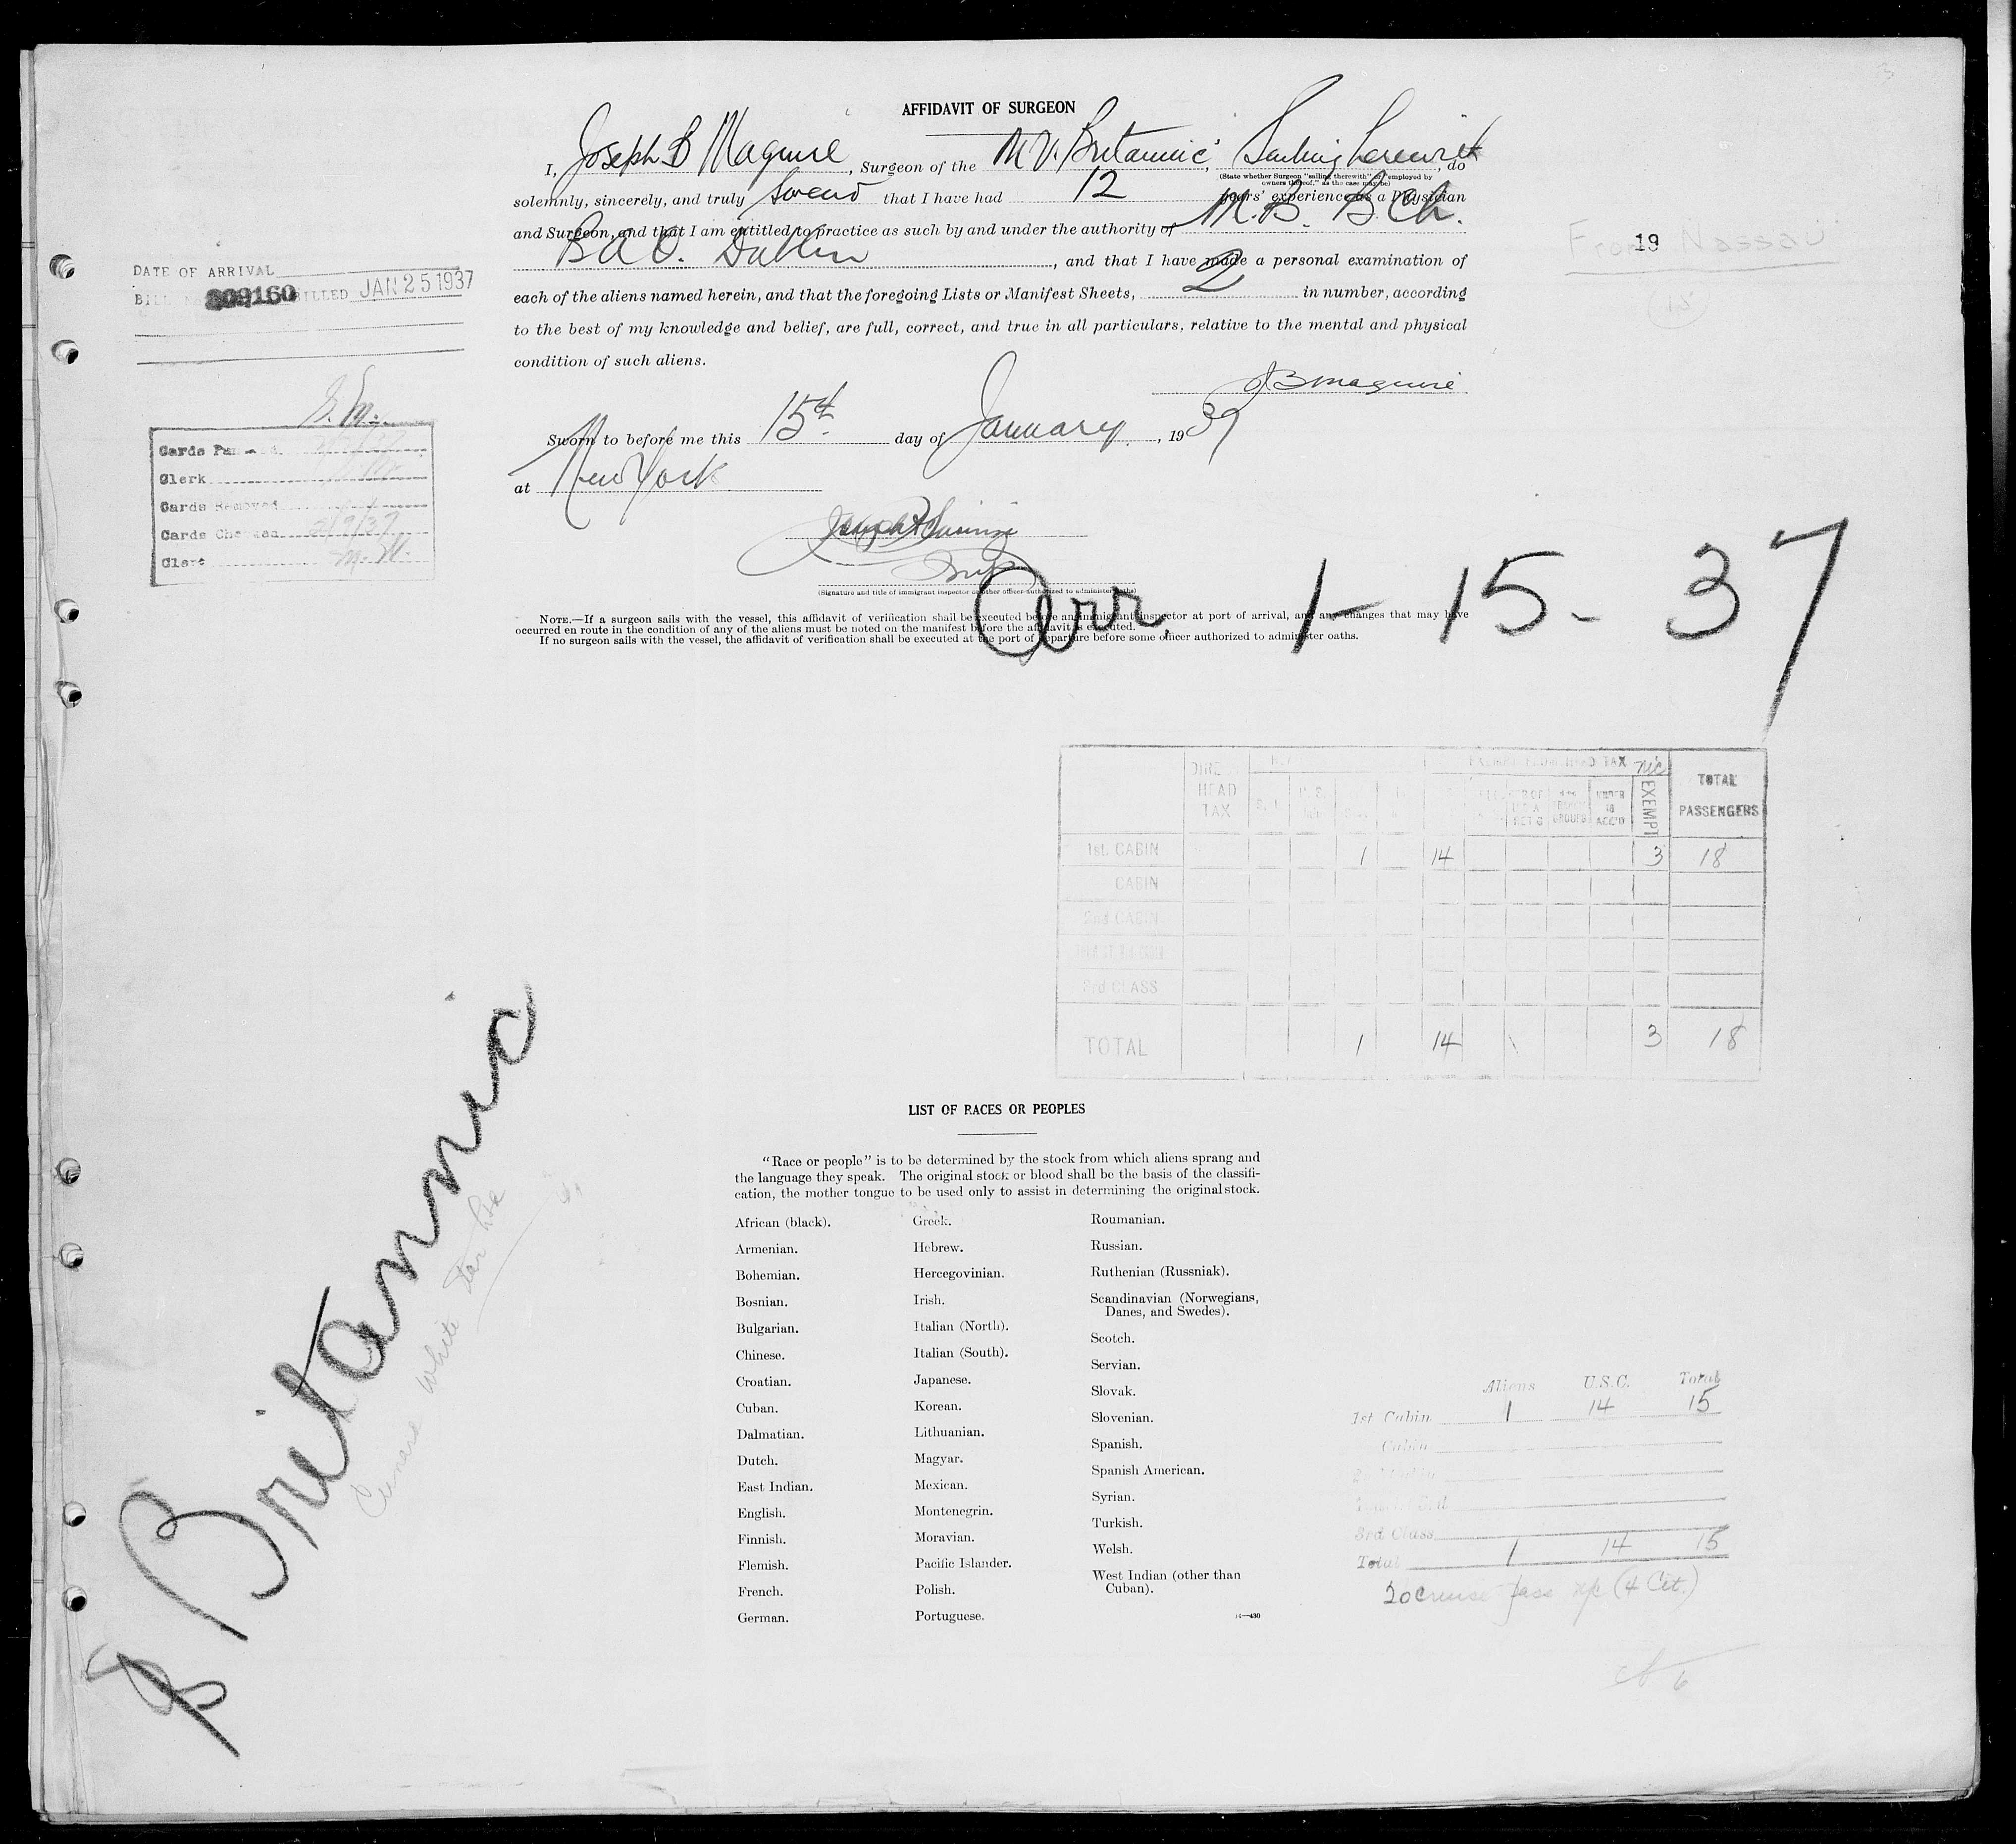 AFFIDAVIT OF SURGEON
I, Joseph B Maguire, Surgeon of the M.V. Britannic, Sailing therewith, do
(State whether Surgeon "sailing therewith" or "employed by
owners thereof," as the case may be)
solemnly, sincerely, and truly swear that I have had 12 years' experience as a Physician
and Surgeon, and that I am entitled to practice as such by and under the authority of M.B. B.Ch.
B A O. Dublin, and that I have made a personal examination of
each of the aliens named herein, and that the foregoing Lists or Manifest Sheets, 2 in number, according
to the best of my knowledge and belief, are full, correct, and true in all particulars, relative to the mental and physical
condition of such aliens.
J B Maguire
Sworn to before me this 15th day of January, 1937
at New York
Insp
(Signature and title of immigrant inspector or other officer authorized to administer oaths)
NOTE.—If a surgeon sails with the vessel, this affidavit of verification shall be executed before an immigrant inspector at port of arrival, and any changes that may have
occurred en route in the condition of any of the aliens must be noted on the manifest before the affidavit is executed.
If no surgeon sails with the vessel, the affidavit of verification shall be executed at the port of departure before some officer authorized to administer oaths.
From Nassau
19
15
DATE OF ARRIVAL
BILL No 309160 BILLED JAN 25 1937
Cards Pun
Clerk
Cards Removed
Cards Checked 2/9/37
Clerk M. M.
Arr. 1-15-37
HEAD TAX EXEMPT TOTAL PASSENGERS
1st. CABIN 1 14 3 18
CABIN
2nd CABIN
3rd CLASS
TOTAL 1 14 3 18
LIST OF RACES OR PEOPLES
"Race or people" is to be determined by the stock from which aliens sprang and
the language they speak. The original stock or blood shall be the basis of the classifi-
cation, the mother tongue to be used only to assist in determining the original stock.
African (black).
Armenian.
Bohemian.
Bosnian.
Bulgarian.
Chinese.
Croatian.
Cuban.
Dalmatian.
Dutch.
East Indian.
English.
Finnish.
Flemish.
French.
German.
Greek.
Hebrew.
Hercegovinian.
Irish.
Italian (North).
Italian (South).
Japanese.
Korean.
Lithuanian.
Magyar.
Mexican.
Montenegrin.
Moravian.
Pacific Islander.
Polish.
Portuguese.
Roumanian.
Russian.
Ruthenian (Russniak).
Scandinavian (Norwegians,
Danes, and Swedes).
Scotch.
Servian.
Slovak.
Slovenian.
Spanish.
Spanish American.
Syrian.
Turkish.
Welsh.
West Indian (other than
Cuban).
14—430
Aliens U.S.C. Total
1st Cabin 1 14 15
Cabin
2nd Cabin
3rd Class
Total 1 14 15
(4 Cit.)
SS Britannic
Cunard White Star Line